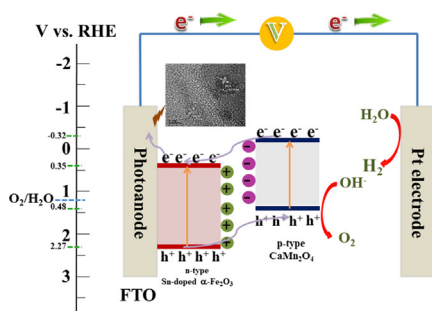 V vs. RHE
e⁻
V
e⁻
-2
-1
-0.32
0
0.35
O₂/H₂O
1
0.48
2
2.27
3
Photoanode
FTO
e⁻ e⁻ e⁻ e⁻
h⁺ h⁺ h⁺ h⁺
n-type
Sn-doped α-Fe₂O₃
+
+
+
+
+
-
-
-
-
e⁻ e⁻ e⁻ e⁻
h⁺ h⁺ h⁺ h⁺
p-type
CaMn₂O₄
H₂O
H₂
OH⁻
O₂
Pt electrode